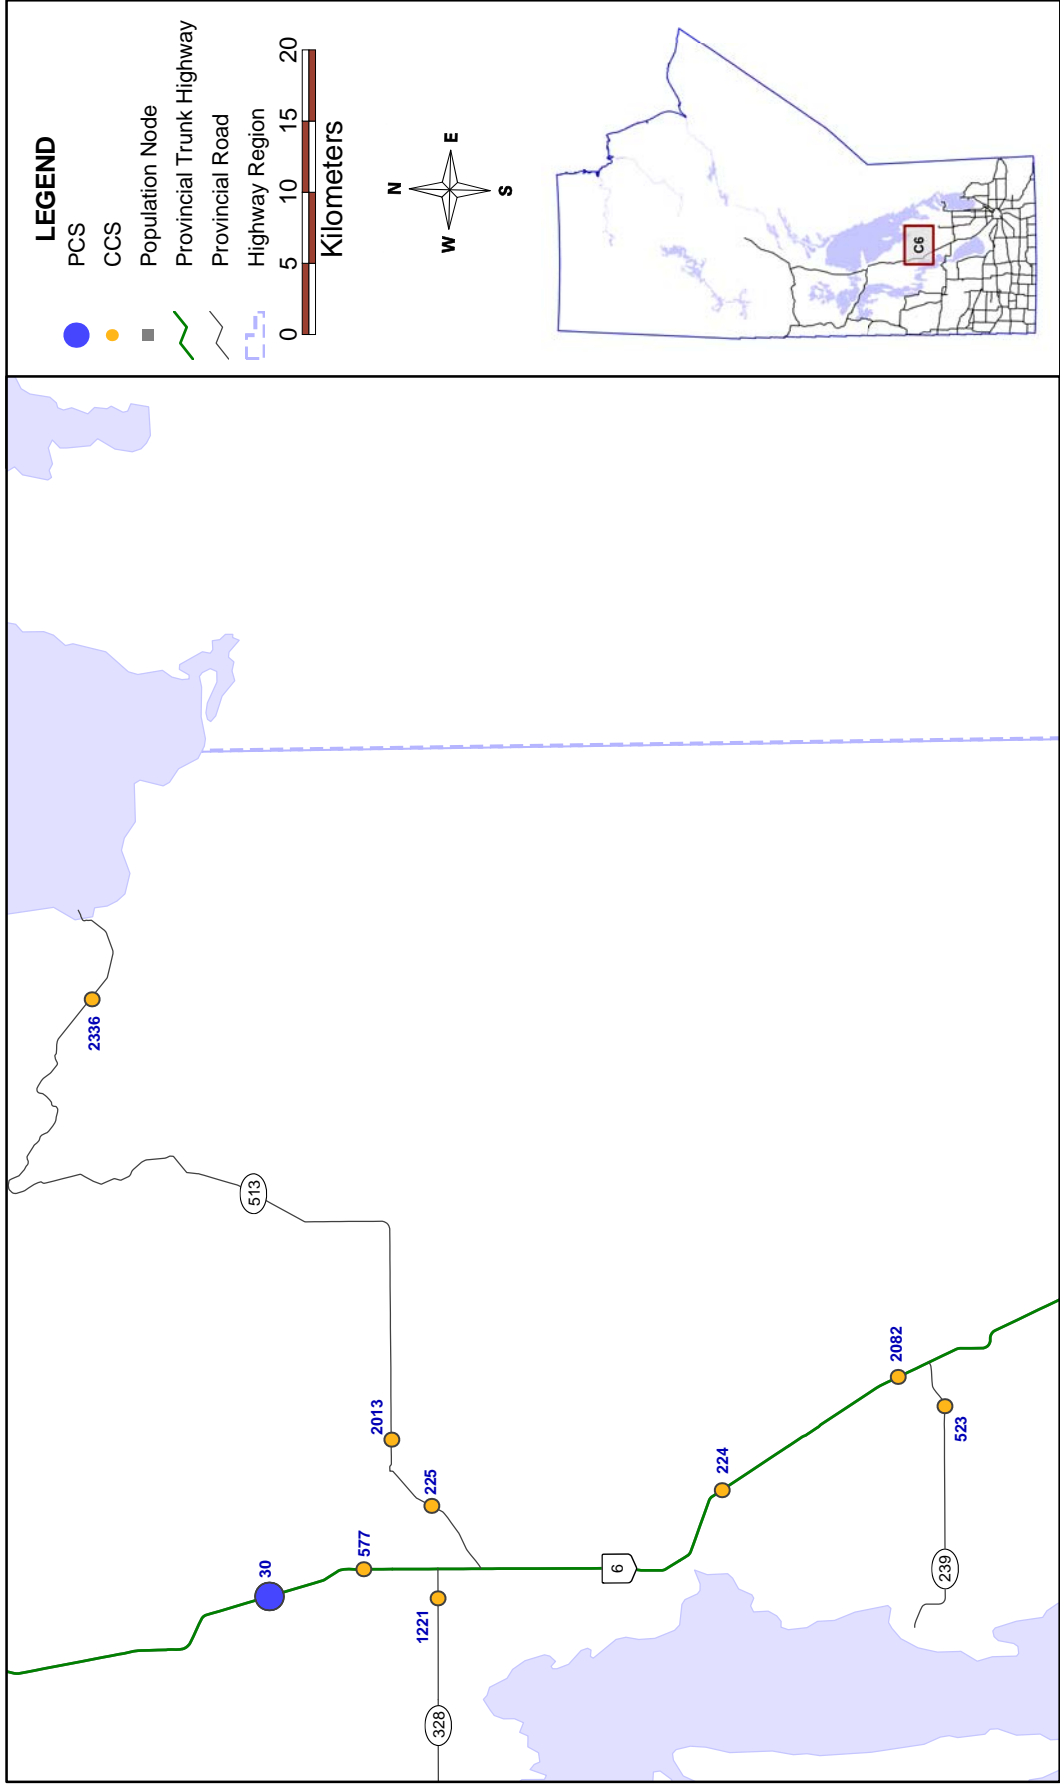 LEGEND
PCS
CCS
Population Node
Provincial Trunk Highway
Provincial Road
Highway Region
0 5 10 15 20
Kilometers
N
W E
S
C6
2336
513
2013
225
30
577
1221
328
6
224
2082
523
239